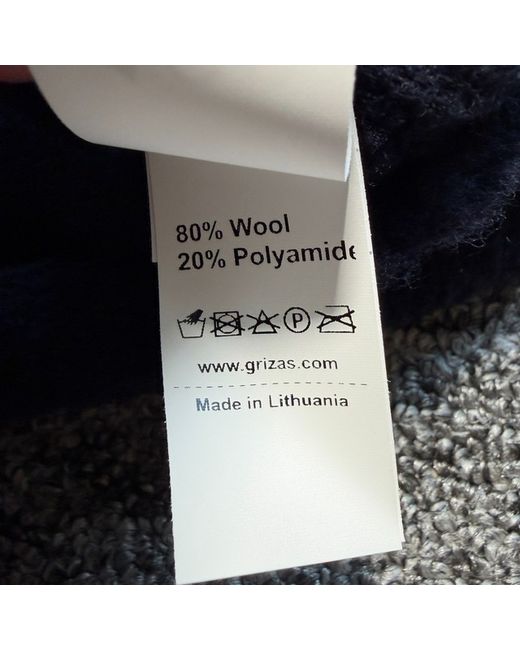 80% Wool
20% Polyamide
P
www.grizas.com
Made in Lithuania